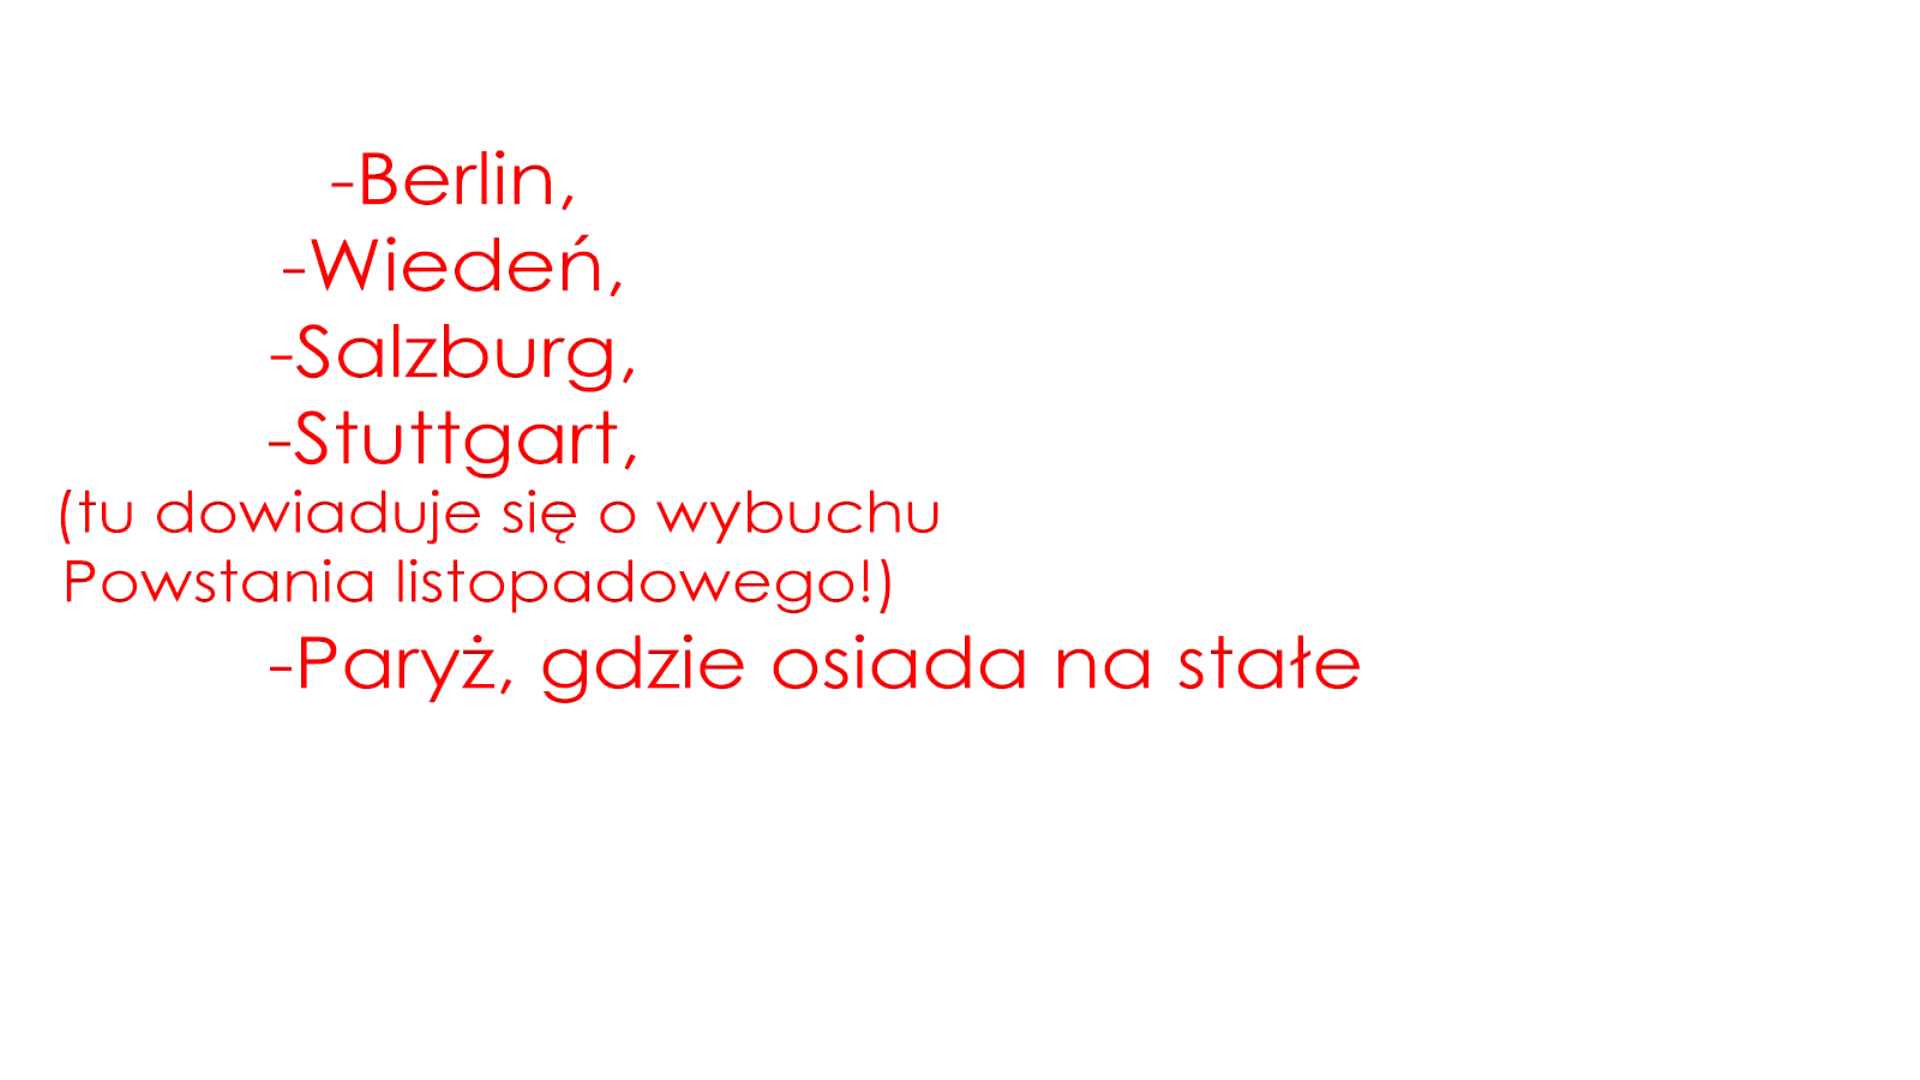 -Berlin,
-Wiedeń,
-Salzburg,
-Stuttgart,
(tu dowiaduje się o wybuchu
Powstania listopadowego!)
-Paryż, gdzie osiada na stałe